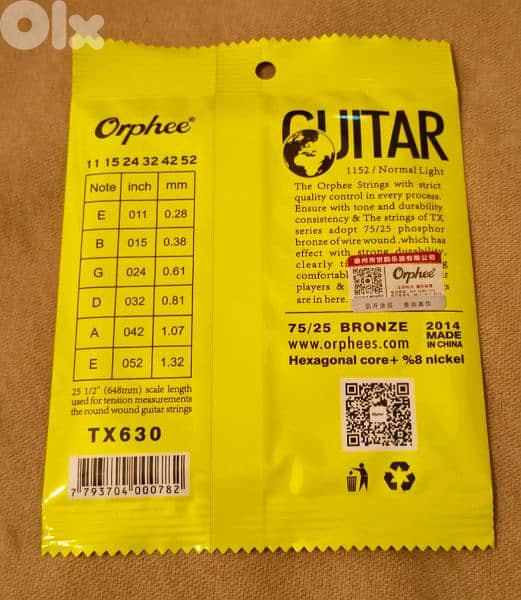 Olx
Orphee®
11 15 24 32 42 52
Note inch mm
E 011 0.28
B 015 0.38
G 024 0.61
D 032 0.81
A 042 1.07
E 052 1.32
25 1/2" (648mm) scale length
used for tension measurements
the round wound guitar strings
TX630
7 793704 000782
GUITAR
1152 / Normal Light
The Orphee Strings with strict
quality control in every process.
Ensure with tone and durability
consistency & The strings of TX
series adopt 75/25 phosphor
bronze of wire wound .which has
effect with strong durability,
clearly
comfortab
players &
are in here.
Orphee
75/25 BRONZE
www.orphees.com
2014
MADE
IN CHINA
Hexagonal core+ %8 nickel